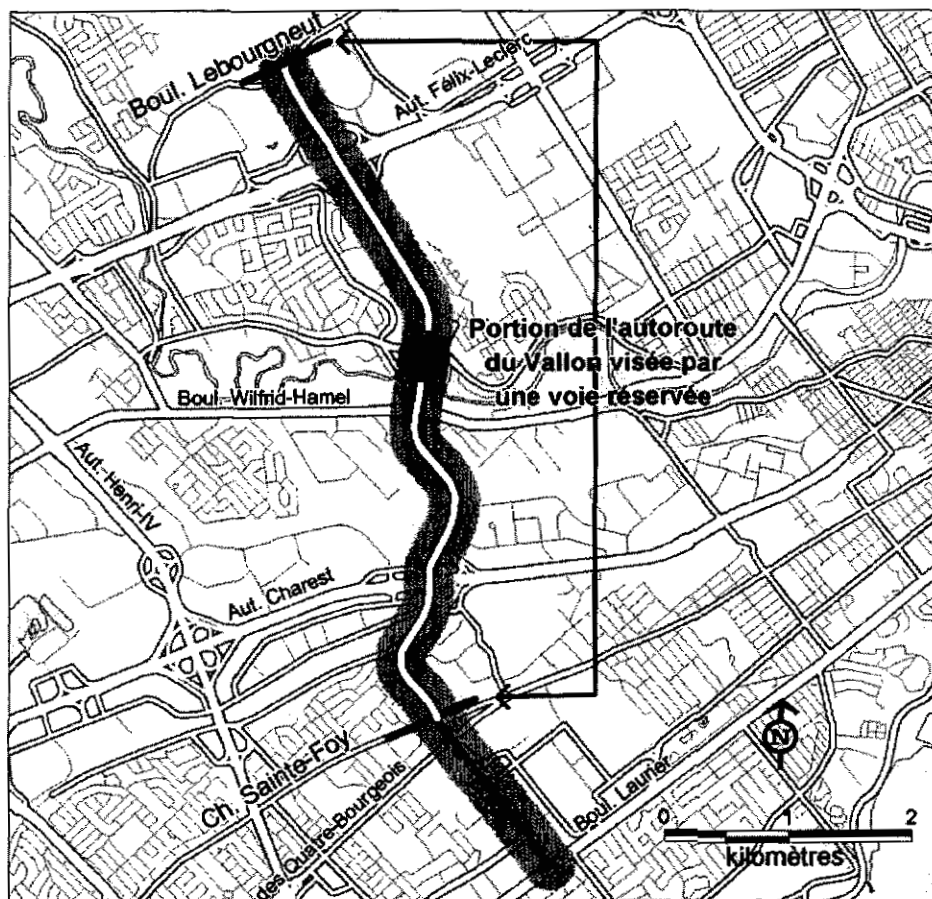 Boul. Lebourgneuf
Aut. Félix-Leclerc
Portion de l'autoroute
du Vallon visée par
une voie réservée
Boul. Wilfrid-Hamel
Aut. Henri-IV
Aut. Charest
Ch. Sainte-Foy
des Quatre-Bourgeois
Boul. Laurier
N
0 1 2
kilomètres